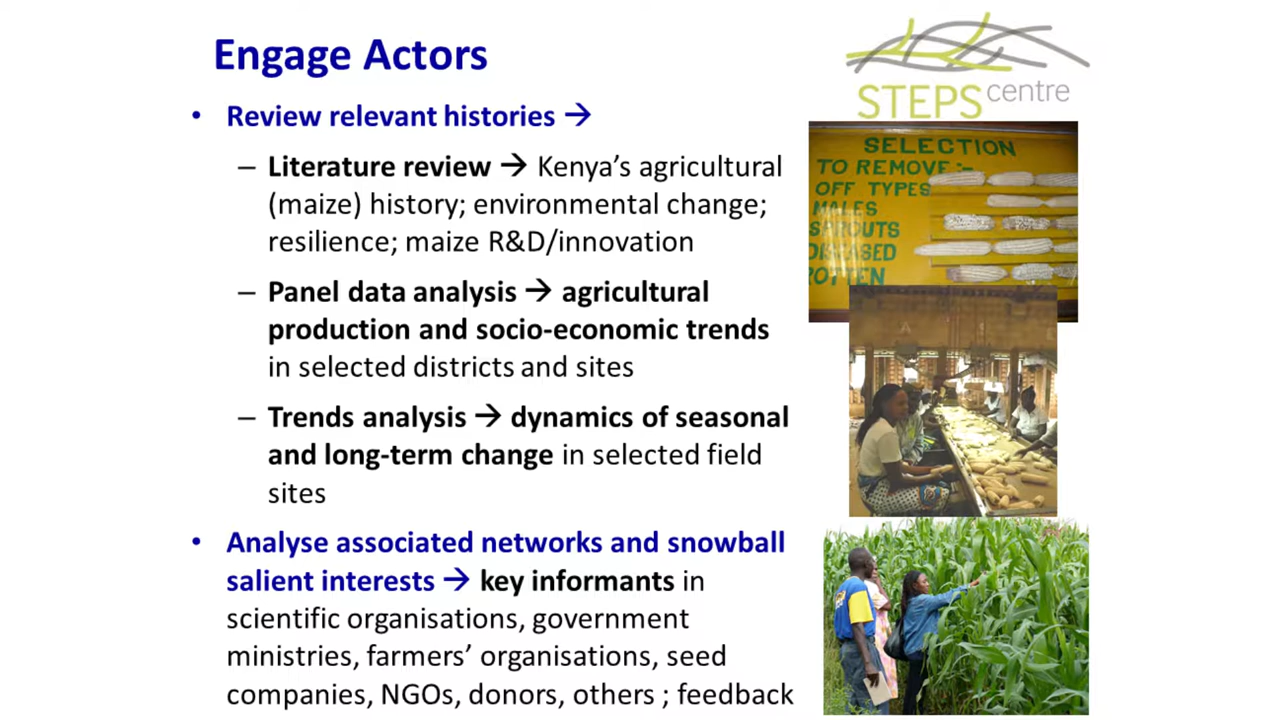 Engage Actors
STEPS centre
• Review relevant histories →
– Literature review → Kenya’s agricultural
(maize) history; environmental change;
resilience; maize R&D/innovation
– Panel data analysis → agricultural
production and socio-economic trends
in selected districts and sites
– Trends analysis → dynamics of seasonal
and long-term change in selected field
sites
• Analyse associated networks and snowball
salient interests → key informants in
scientific organisations, government
ministries, farmers’ organisations, seed
companies, NGOs, donors, others ; feedback
SELECTION
TO REMOVE:-
OFF TYPES
MALES
SPROUTS
DISEASED
ROTTEN